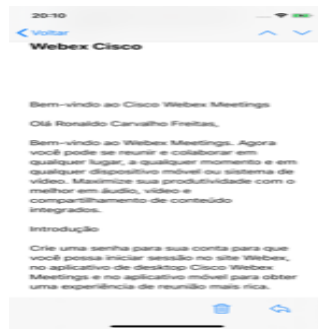 20:10
Voltar
Webex Cisco
Bem-vindo ao Cisco Webex Meetings
Olá Ronaldo Carvalho Freitas,
Bem-vindo ao Webex Meetings. Agora
você pode se reunir e colaborar em
qualquer lugar, a qualquer momento e em
qualquer dispositivo móvel ou sistema de
vídeo. Maximize sua produtividade com o
melhor em áudio, vídeo e
compartilhamento de conteúdo
integrados.
Introdução
Crie uma senha para sua conta para que
você possa iniciar sessão no site Webex,
no aplicativo de desktop Cisco Webex
Meetings e no aplicativo móvel para obter
uma experiência de reunião mais rica.